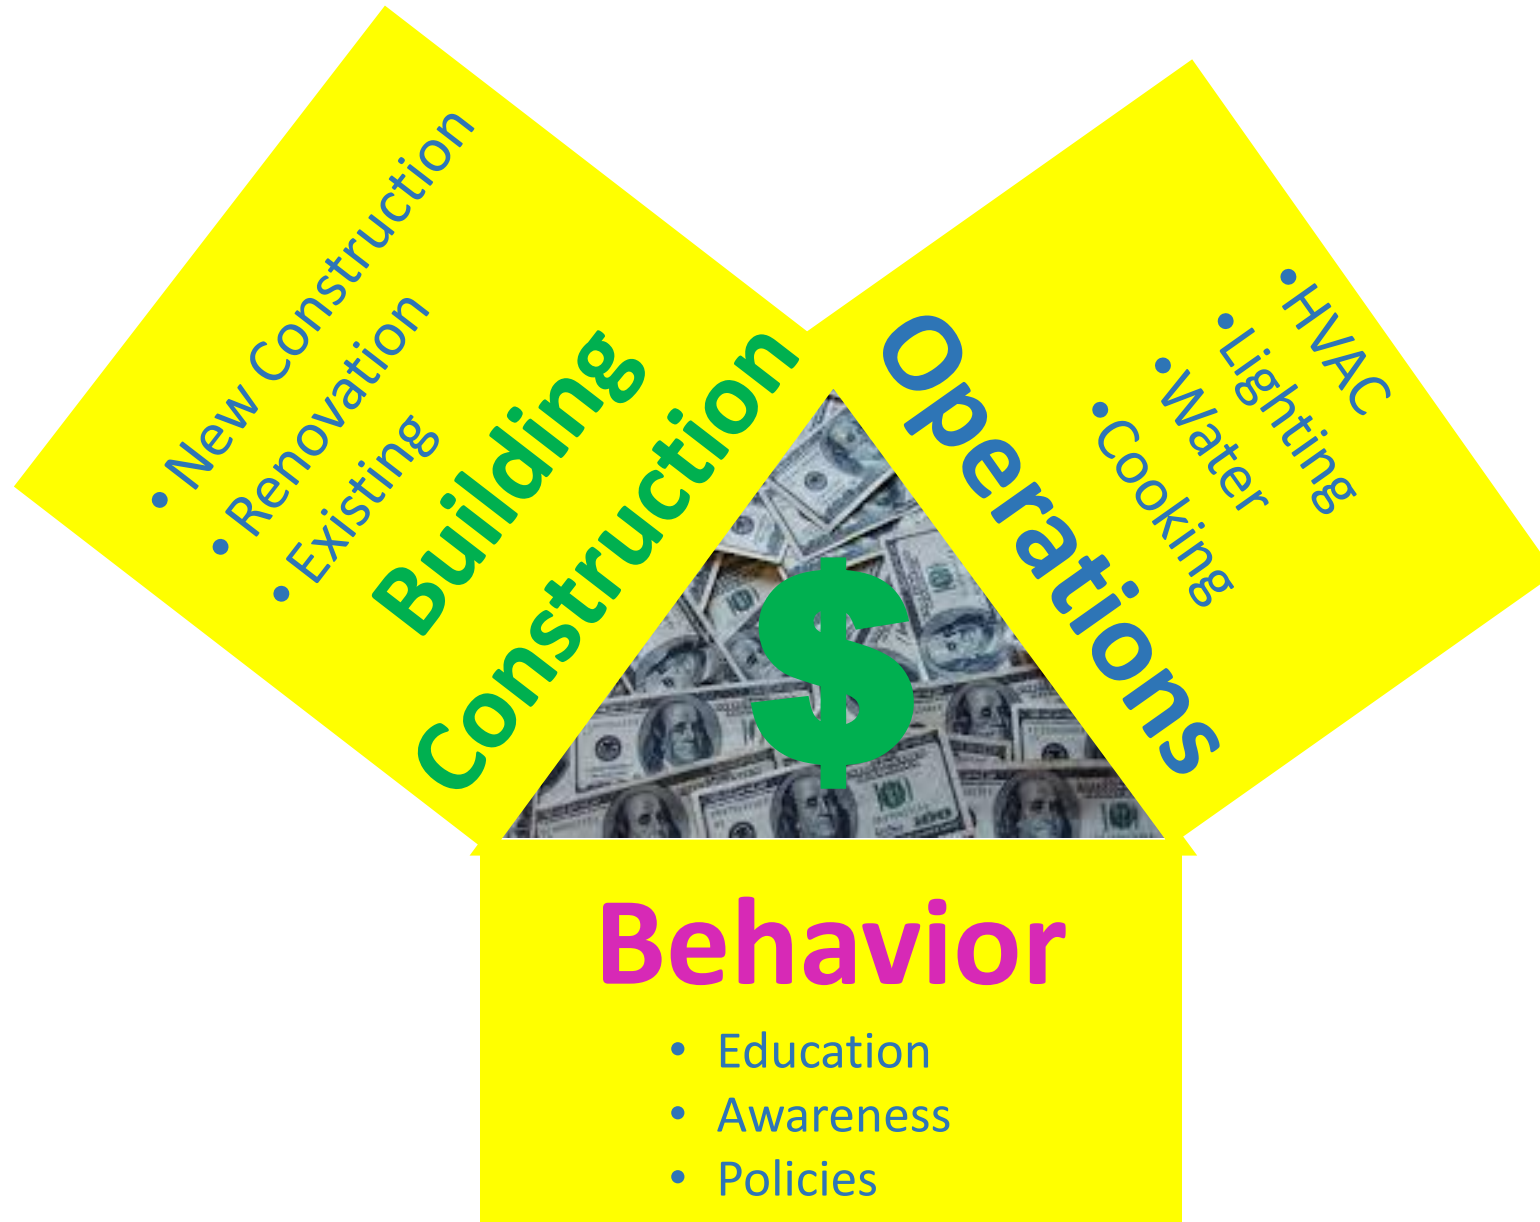 • New Construction
• Renovation
• Existing
Building
Construction
Operations
•HVAC
•Lighting
•Water
•Cooking
$
Behavior
• Education
• Awareness
• Policies